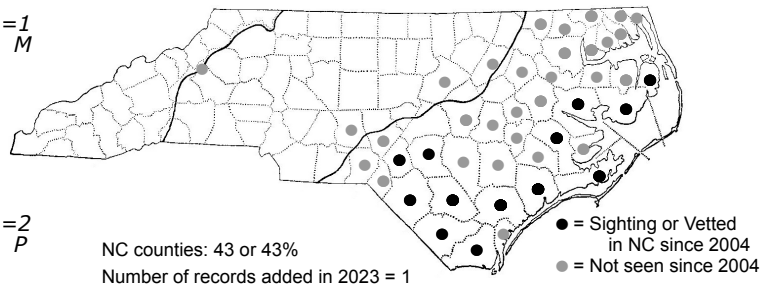 =1
M
=2
P
NC counties: 43 or 43%
Number of records added in 2023 = 1
= Sighting or Vetted
in NC since 2004
= Not seen since 2004